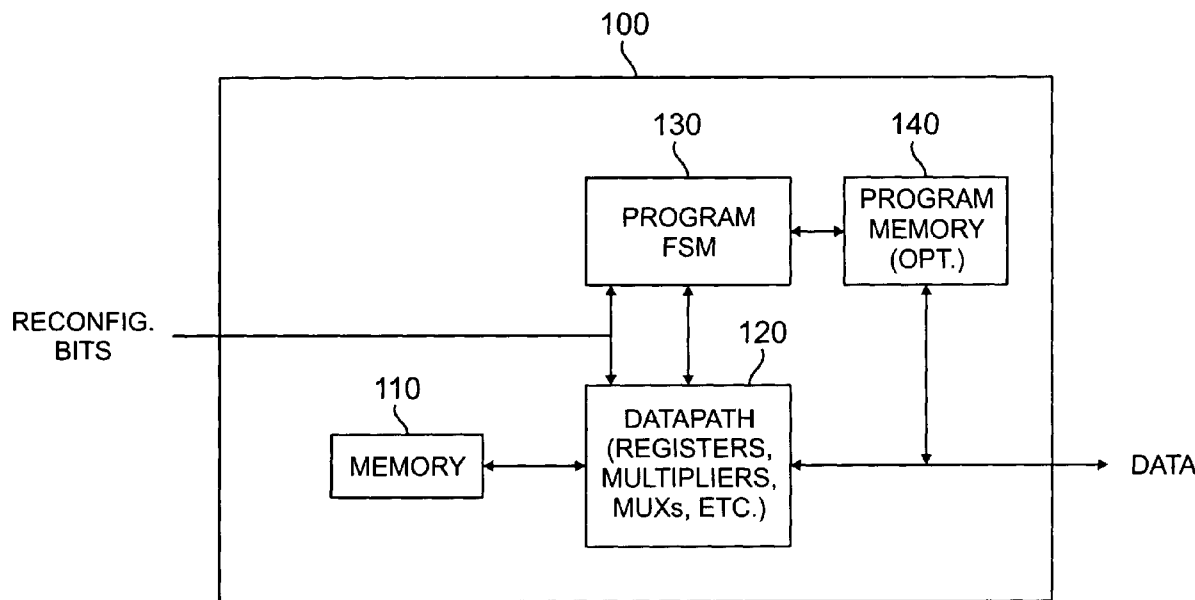 100
130
140
PROGRAM
FSM
PROGRAM
MEMORY
(OPT.)
RECONFIG.
BITS
120
110
MEMORY
DATAPATH
(REGISTERS,
MULTIPLIERS,
MUXs, ETC.)
DATA